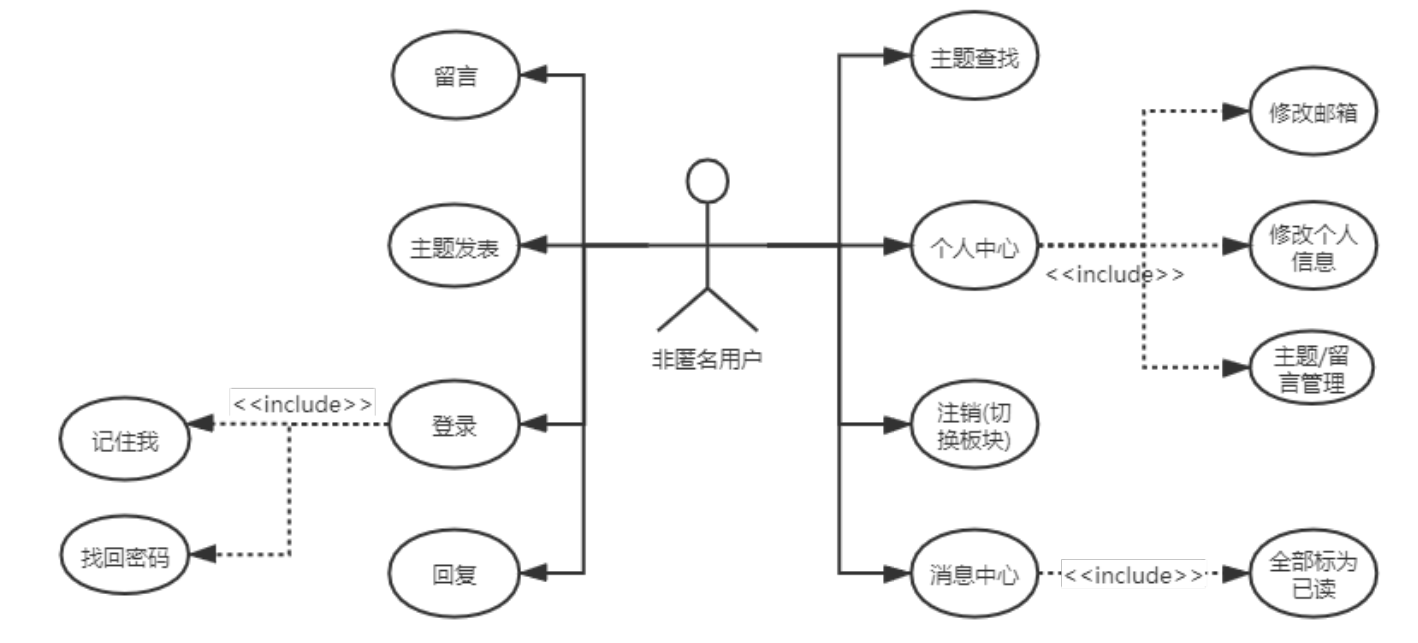 留言
主题查找
修改邮箱
主题发表
个人中心
修改个人
信息
<<include>>
非匿名用户
主题/留
言管理
<<include>>
登录
注销(切
换板块)
记住我
找回密码
回复
消息中心
<<include>>
全部标为
已读